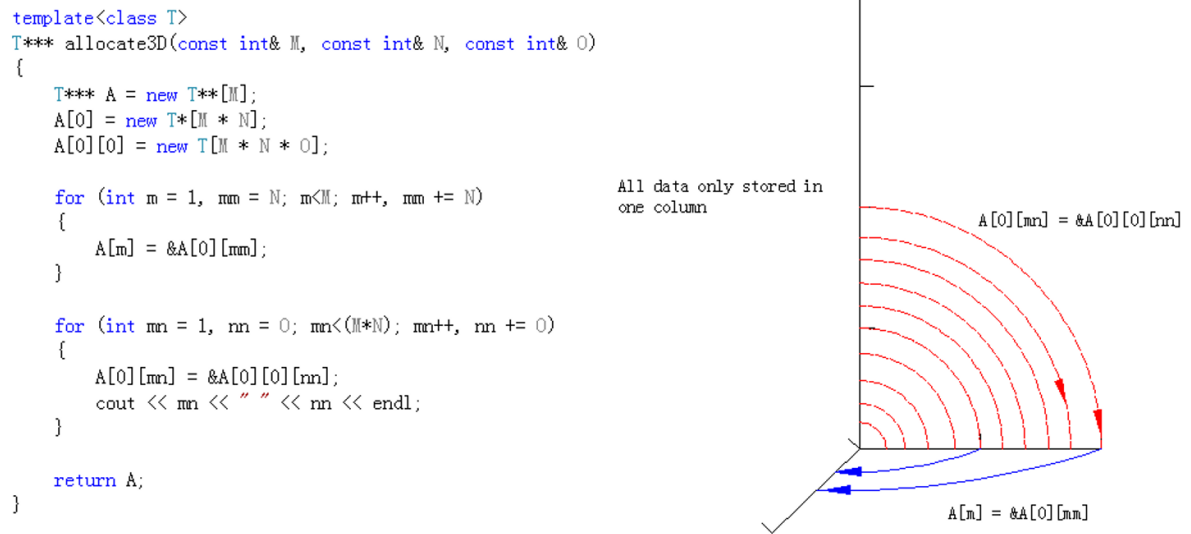 template<class T>
T*** allocate3D(const int& M, const int& N, const int& O)
{
    T*** A = new T**[M];
    A[0] = new T*[M * N];
    A[0][0] = new T[M * N * O];

    for (int m = 1, mm = N; m<M; m++, mm += N)
    {
        A[m] = &A[0][mm];
    }

    for (int mn = 1, nn = O; mn<(M*N); mn++, nn += O)
    {
        A[0][mn] = &A[0][0][nn];
        cout << mn << " " << nn << endl;
    }

    return A;
}
All data only stored in
one column
A[0][mn] = &A[0][0][nn]
A[m] = &A[0][mm]